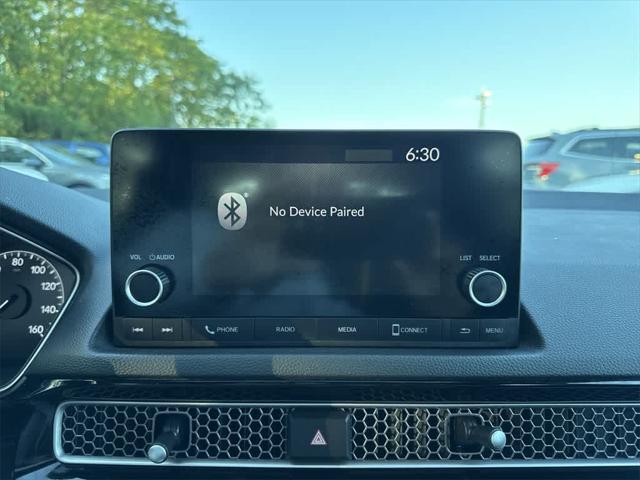 6:30
No Device Paired
VOL AUDIO
LIST SELECT
PHONE RADIO MEDIA CONNECT MENU
80
100
120
140
160